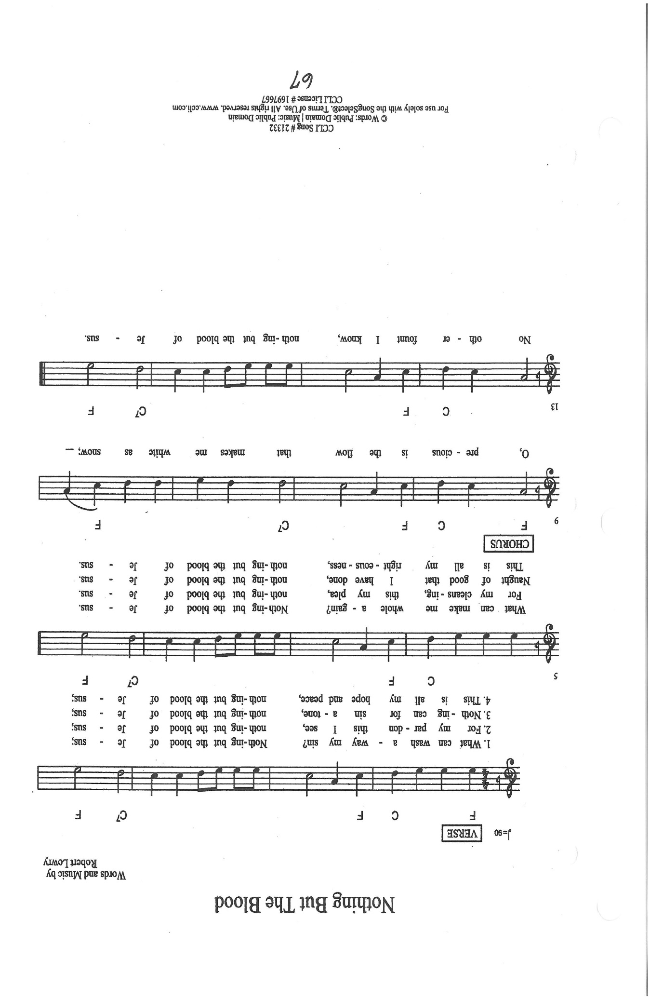 Nothing But The Blood
Words and Music by
Robert Lowry
♩=90 VERSE
F C F C7 F
4/4
1. What can wash a - way my sin? Noth-ing but the blood of Je - sus;
2. For my par - don this I see, noth-ing but the blood of Je - sus;
3. Noth - ing can for sin a - tone, noth-ing but the blood of Je - sus;
4. This is all my hope and peace, noth-ing but the blood of Je - sus;
5 C F C7 F
What can make me whole a - gain? Noth-ing but the blood of Je - sus.
For my cleans - ing, this my plea, noth-ing but the blood of Je - sus.
Naught of good that I have done, noth-ing but the blood of Je - sus.
This is all my right - eous - ness, noth-ing but the blood of Je - sus.
CHORUS
9 F C F C7 F
O, pre - cious is the flow that makes me white as snow; _
13 C F C7 F
No oth - er fount I know, noth-ing but the blood of Je - sus.
CCLI Song # 21332
© Words: Public Domain | Music: Public Domain
For use solely with the SongSelect®. Terms of Use. All rights reserved. www.ccli.com
CCLI License # 1697667
67